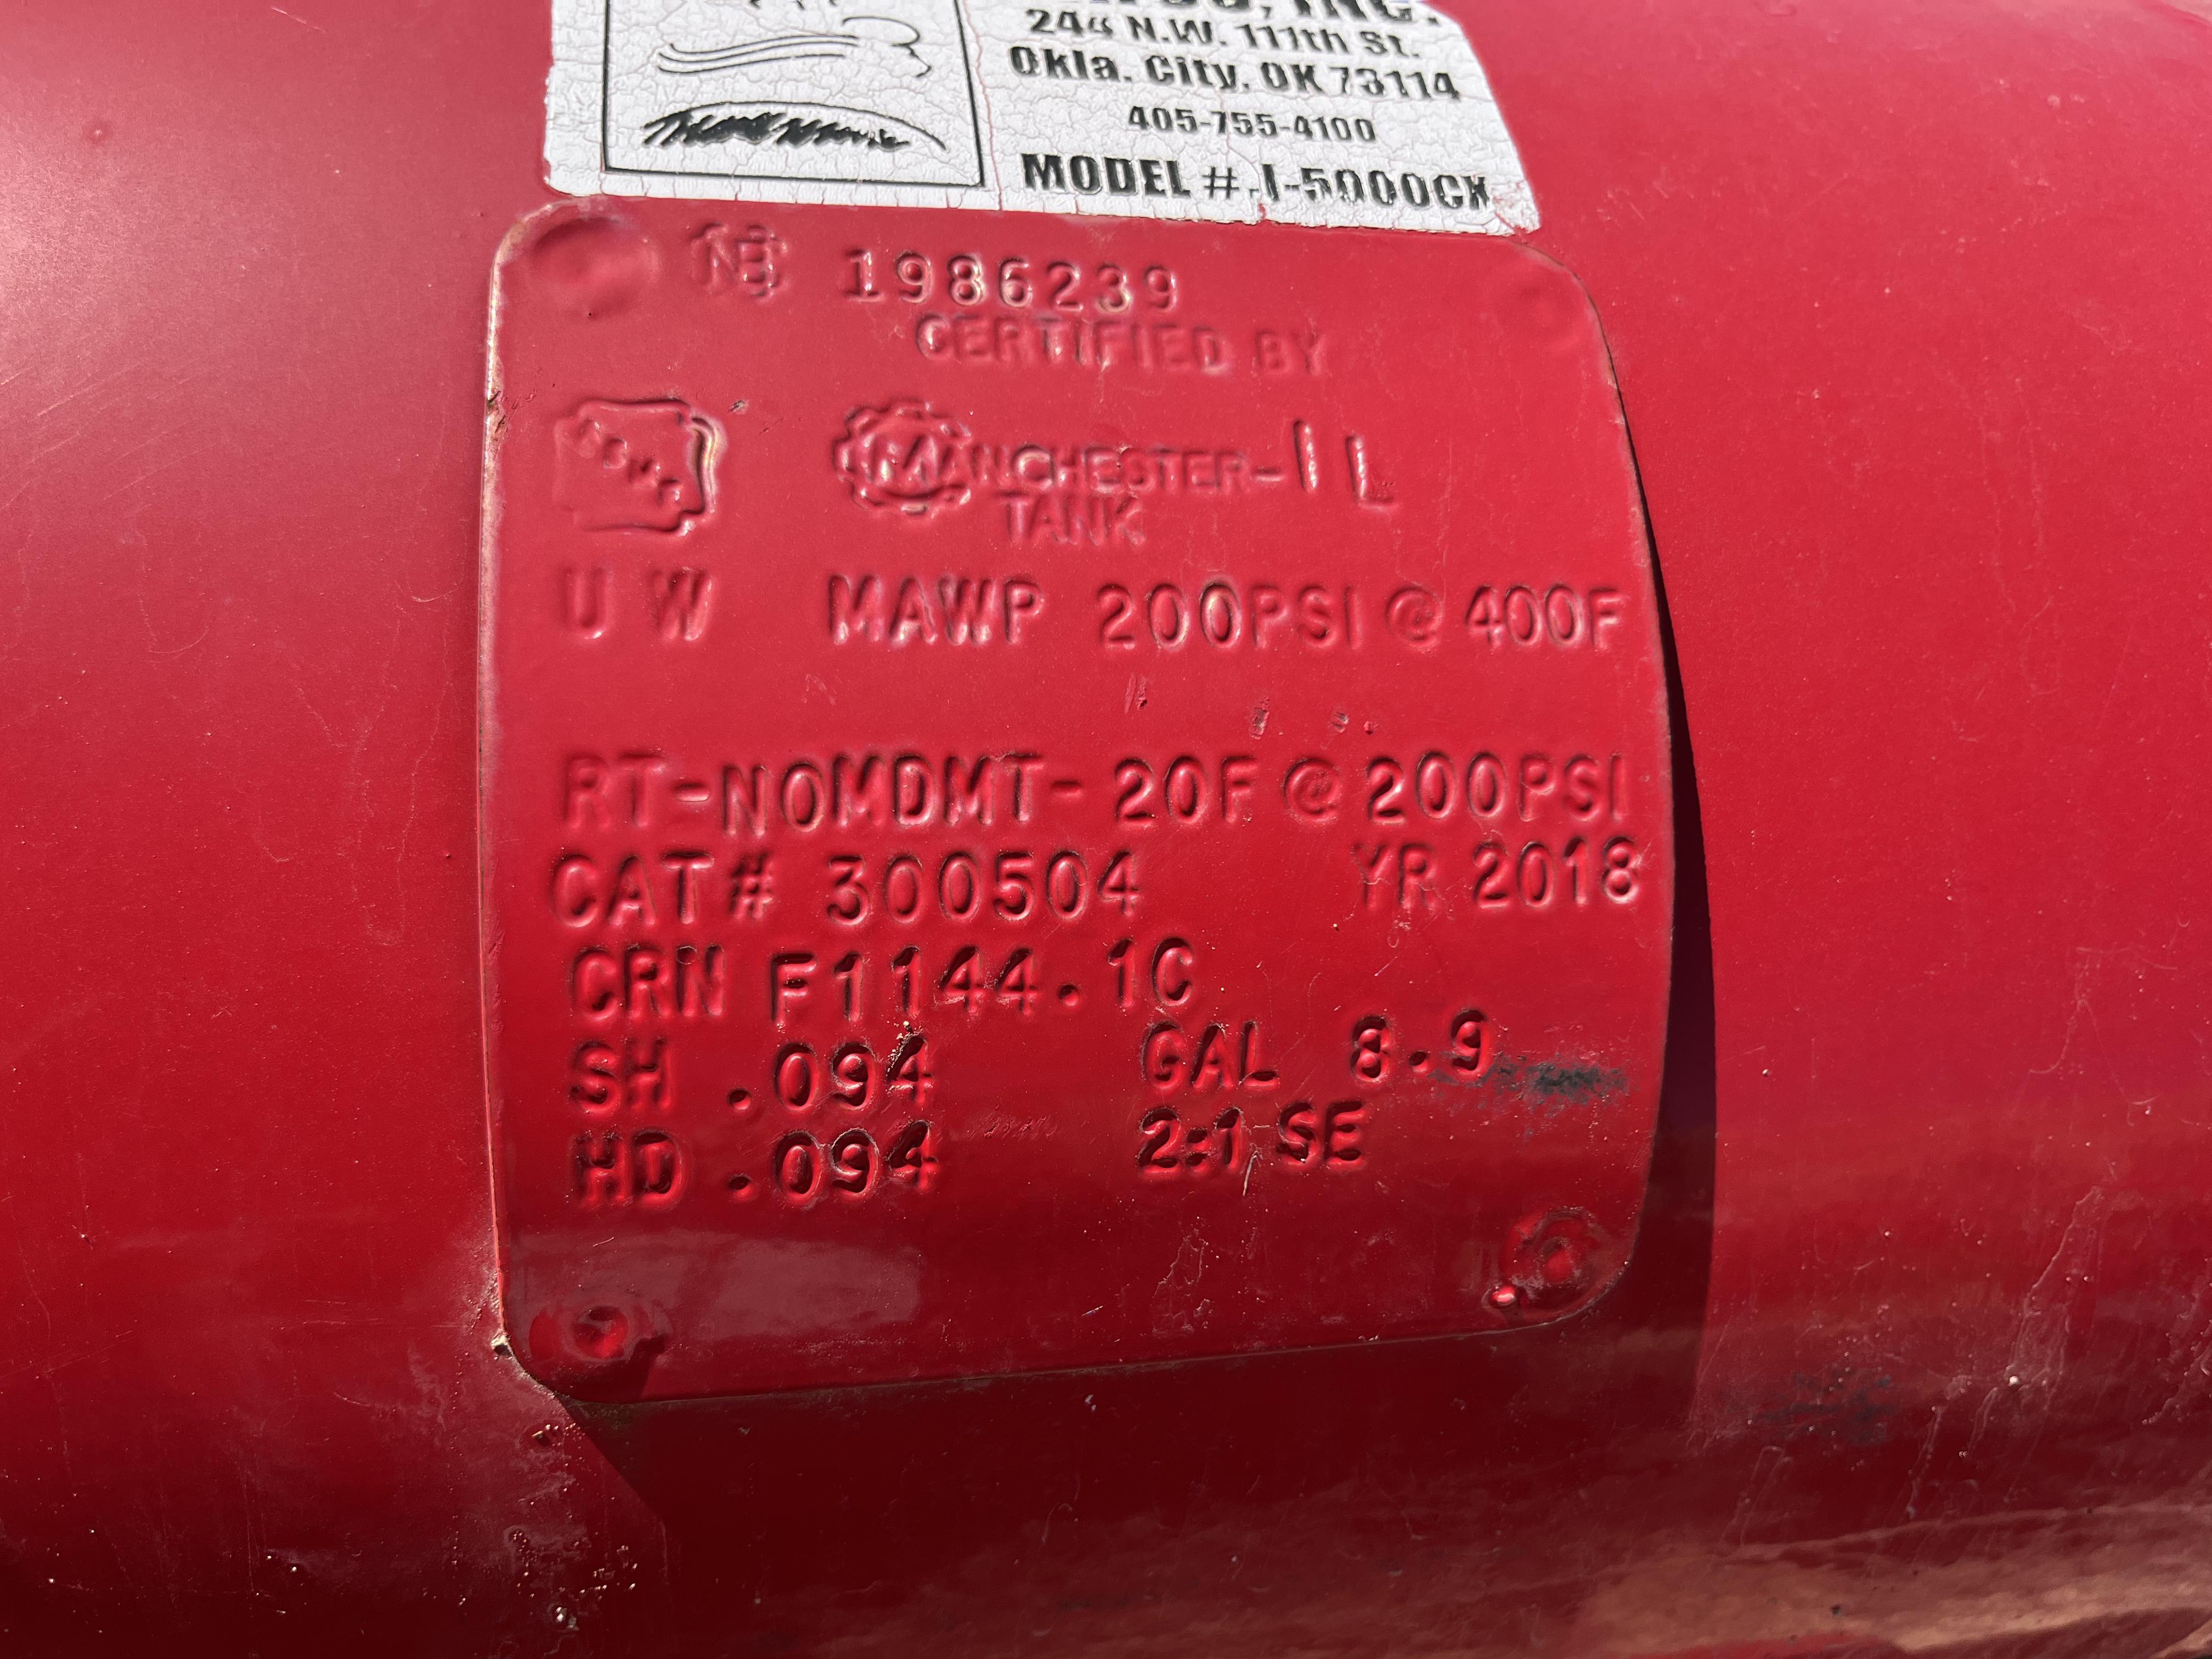 INC.
N.W. 111th St.
Okla. City, OK 73114
405-755-4100
MODEL # J-5000CH
NB 1986239
CERTIFIED BY
ASME MANCHESTER-IL
TANK
U W MAWP 200PSI @ 400F
RT-NOMDMT-20F @ 200PSI
CAT# 300504 YR 2018
CRN F1144.1C
SH .094 GAL 8.9
HD .094 2:1 SE